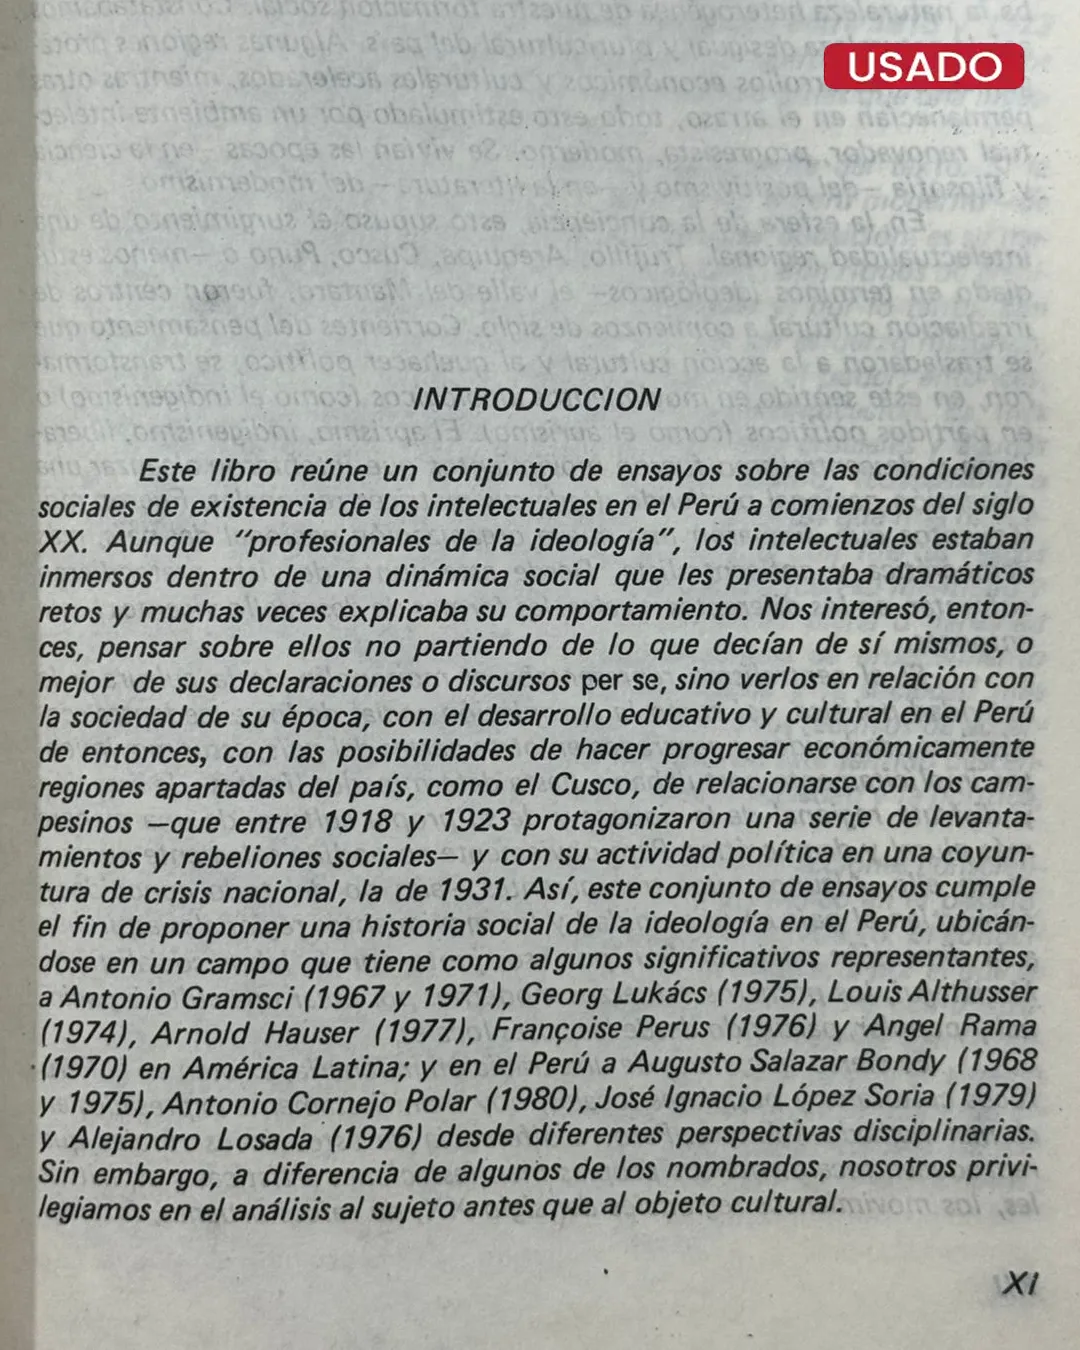 USADO
INTRODUCCION
Este libro reúne un conjunto de ensayos sobre las condiciones
sociales de existencia de los intelectuales en el Perú a comienzos del siglo
XX. Aunque "profesionales de la ideología", los intelectuales estaban
inmersos dentro de una dinámica social que les presentaba dramáticos
retos y muchas veces explicaba su comportamiento. Nos interesó, enton-
ces, pensar sobre ellos no partiendo de lo que decían de sí mismos, o
mejor de sus declaraciones o discursos per se, sino verlos en relación con
la sociedad de su época, con el desarrollo educativo y cultural en el Perú
de entonces, con las posibilidades de hacer progresar económicamente
regiones apartadas del país, como el Cusco, de relacionarse con los cam-
pesinos —que entre 1918 y 1923 protagonizaron una serie de levanta-
mientos y rebeliones sociales— y con su actividad política en una coyun-
tura de crisis nacional, la de 1931. Así, este conjunto de ensayos cumple
el fin de proponer una historia social de la ideología en el Perú, ubicán-
dose en un campo que tiene como algunos significativos representantes,
a Antonio Gramsci (1967 y 1971), Georg Lukács (1975), Louis Althusser
(1974), Arnold Hauser (1977), Françoise Perus (1976) y Angel Rama
(1970) en América Latina; y en el Perú a Augusto Salazar Bondy (1968
y 1975), Antonio Cornejo Polar (1980), José Ignacio López Soria (1979)
y Alejandro Losada (1976) desde diferentes perspectivas disciplinarias.
Sin embargo, a diferencia de algunos de los nombrados, nosotros privi-
legiamos en el análisis al sujeto antes que al objeto cultural.
XI